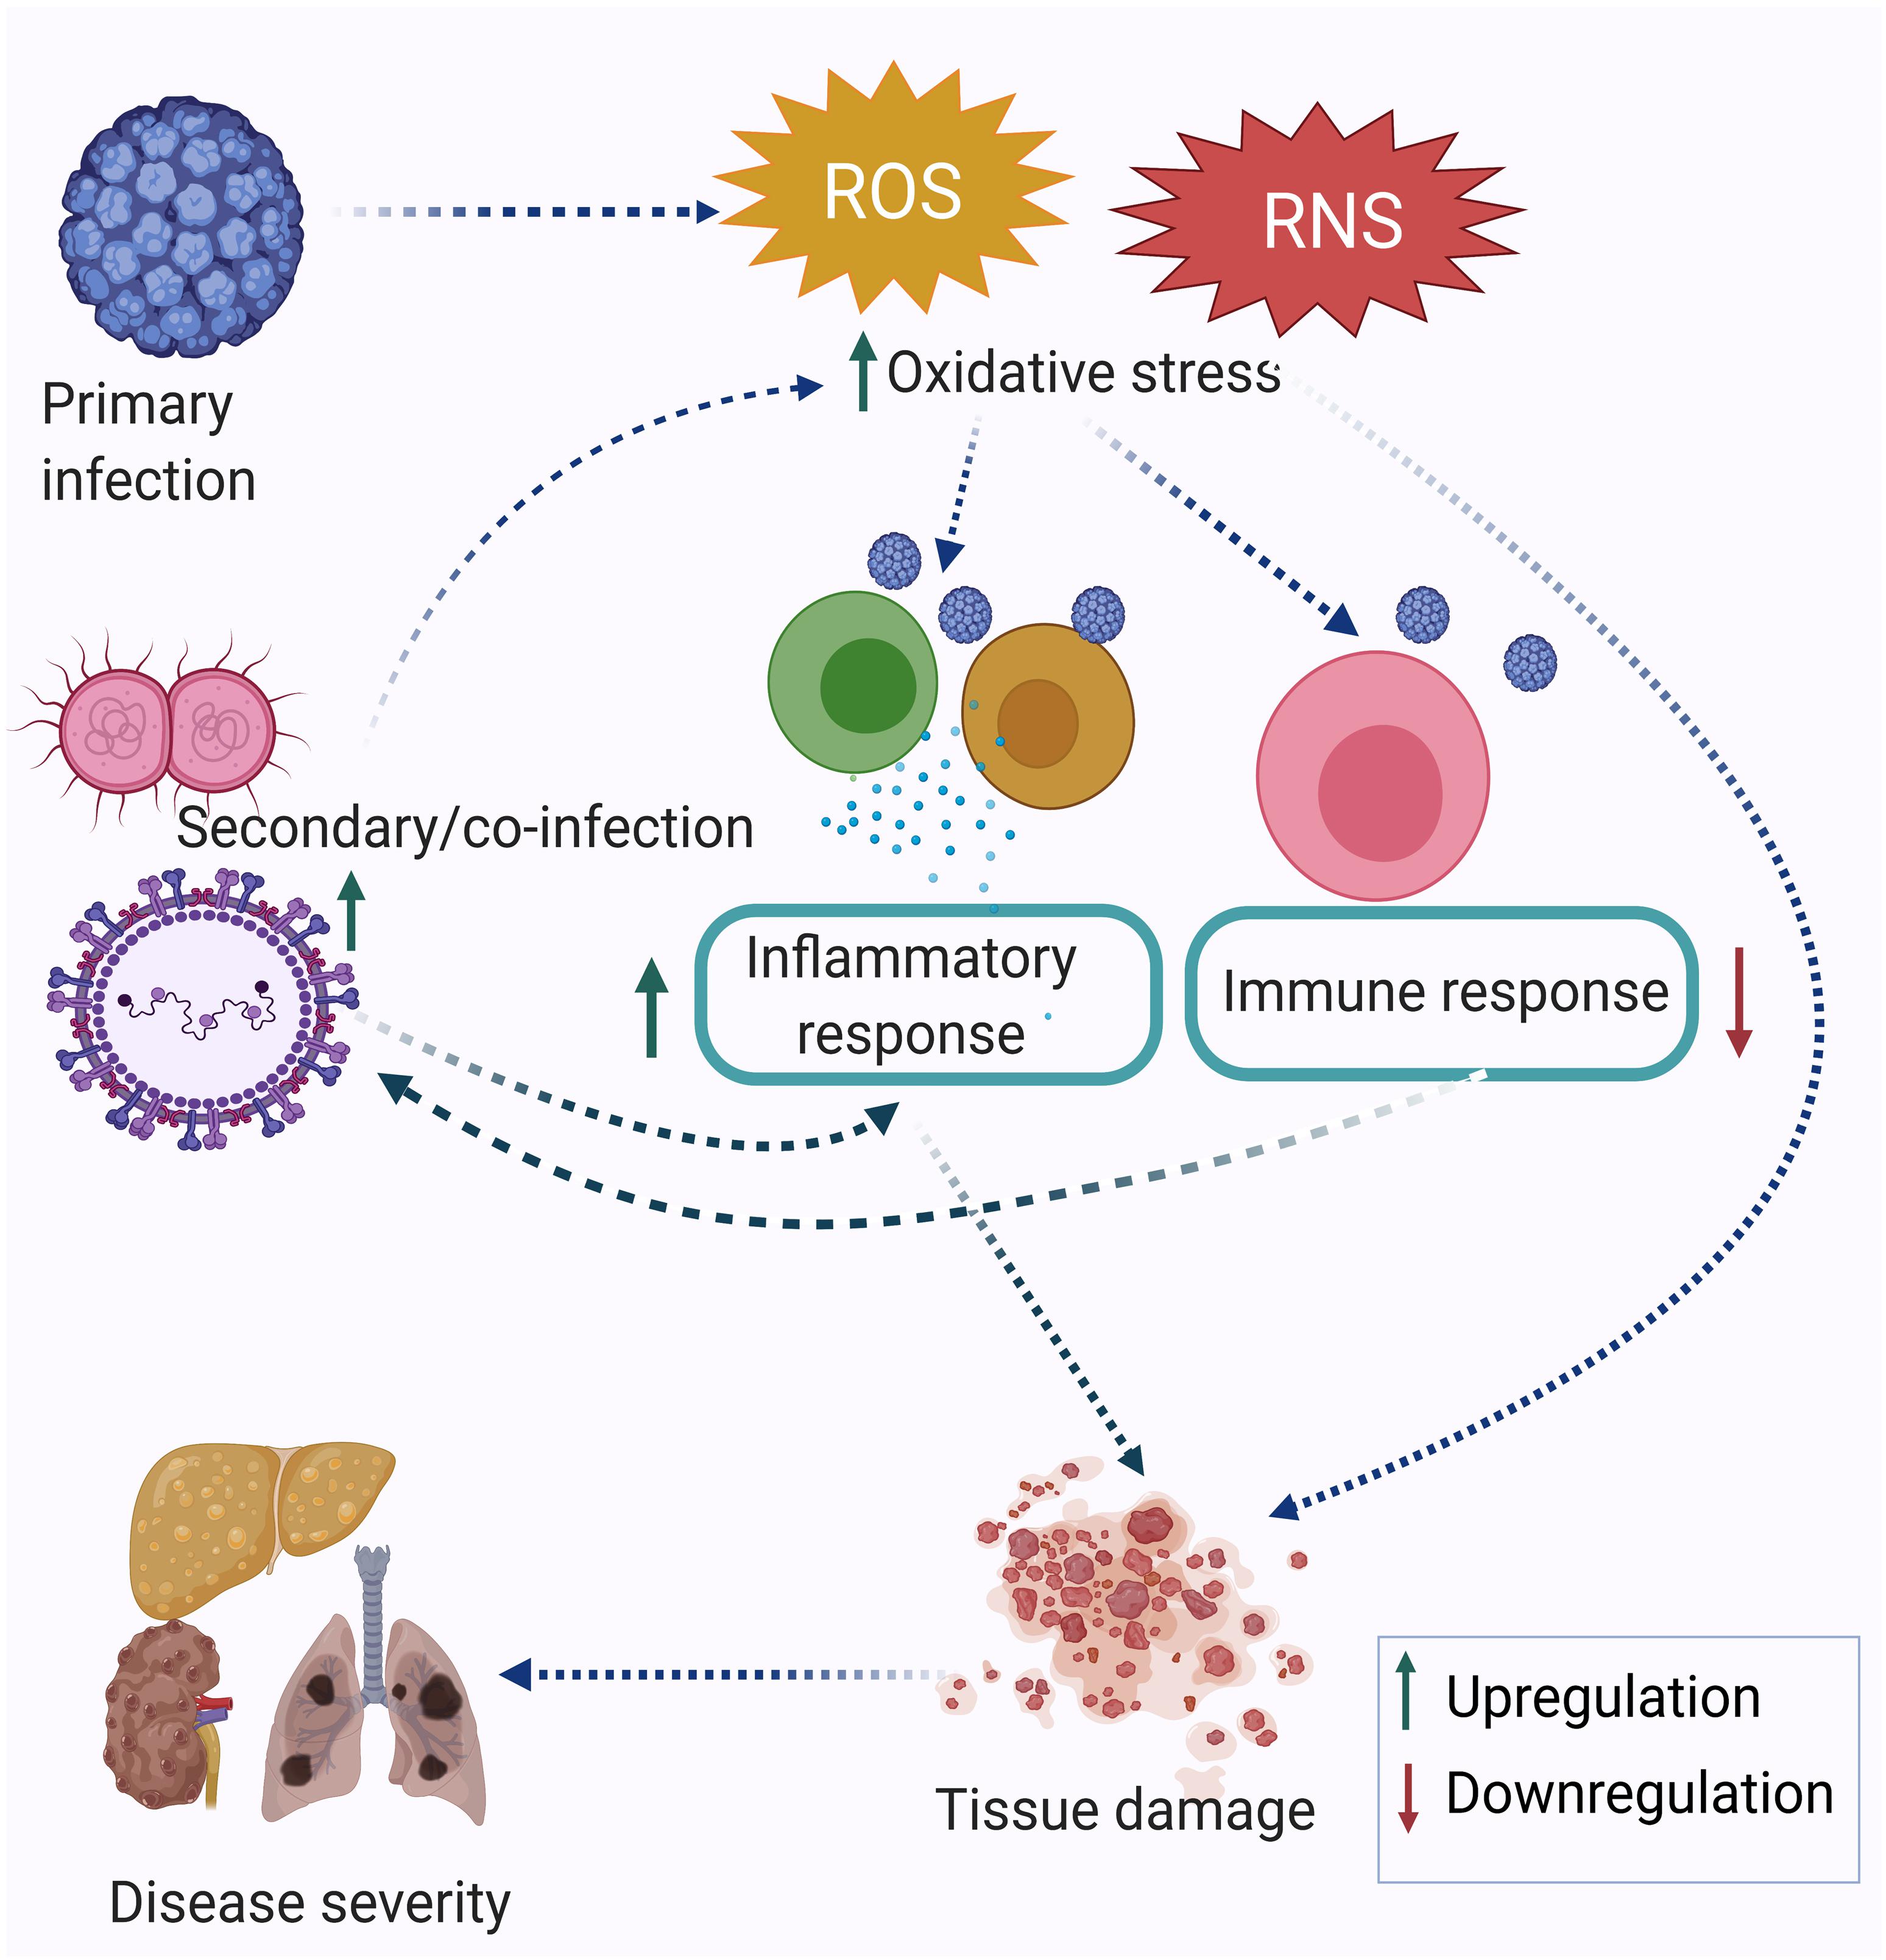 ROS
RNS
Primary
infection
Oxidative stress
Secondary/co-infection
Inflammatory
response
Immune response
Tissue damage
Upregulation
Downregulation
Disease severity